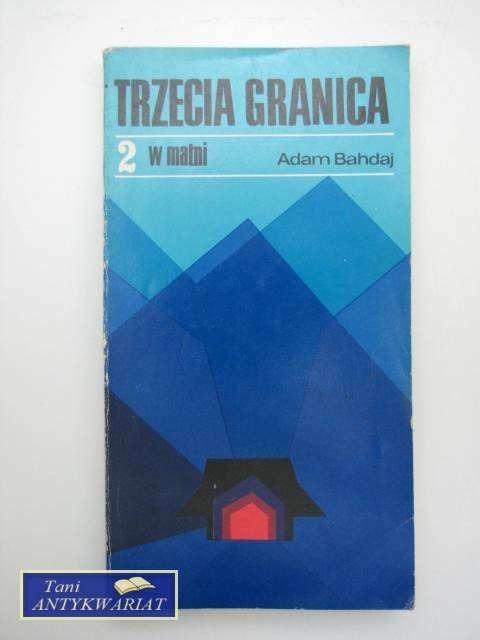 TRZECIA GRANICA
2 w matni
Adam Bahdaj
Tani
ANTYKWARIAT